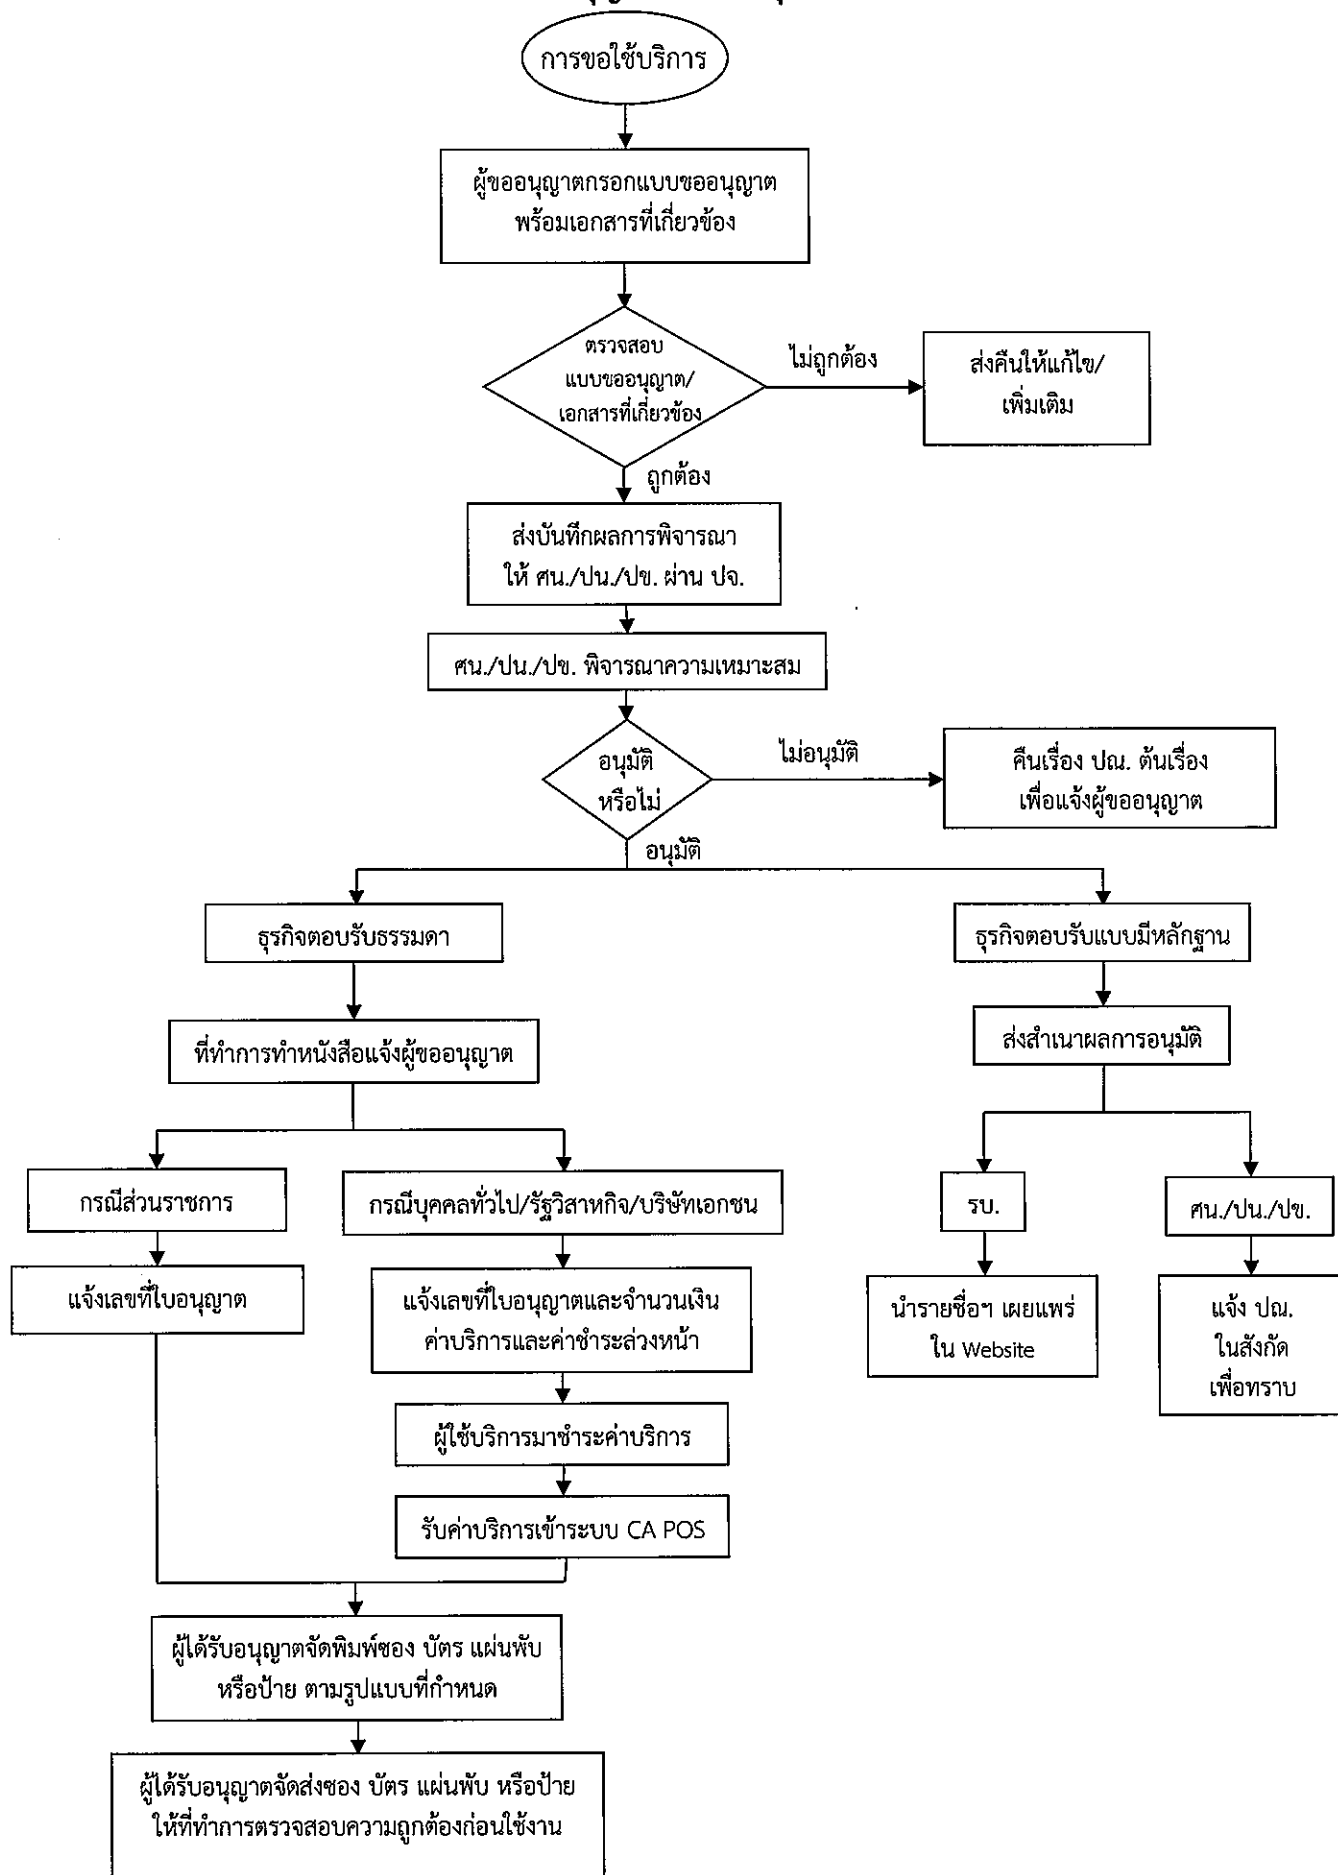 การขอใช้บริการ
ผู้ขออนุญาตกรอกแบบขออนุญาต
พร้อมเอกสารที่เกี่ยวข้อง
ตรวจสอบ
แบบขออนุญาต/
เอกสารที่เกี่ยวข้อง
ไม่ถูกต้อง
ส่งคืนให้แก้ไข/
เพิ่มเติม
ถูกต้อง
ส่งบันทึกผลการพิจารณา
ให้ ศน./ปน./ปข. ผ่าน ปจ.
ศน./ปน./ปข. พิจารณาความเหมาะสม
อนุมัติ
หรือไม่
ไม่อนุมัติ
คืนเรื่อง ปณ. ต้นเรื่อง
เพื่อแจ้งผู้ขออนุญาต
อนุมัติ
ธุรกิจตอบรับธรรมดา
ธุรกิจตอบรับแบบมีหลักฐาน
ที่ทำการทำหนังสือแจ้งผู้ขออนุญาต
ส่งสำเนาผลการอนุมัติ
กรณีส่วนราชการ
กรณีบุคคลทั่วไป/รัฐวิสาหกิจ/บริษัทเอกชน
รบ.
ศน./ปน./ปข.
แจ้งเลขที่ใบอนุญาต
แจ้งเลขที่ใบอนุญาตและจำนวนเงิน
ค่าบริการและค่าชำระล่วงหน้า
นำรายชื่อฯ เผยแพร่
ใน Website
แจ้ง ปณ.
ในสังกัด
เพื่อทราบ
ผู้ใช้บริการมาชำระค่าบริการ
รับค่าบริการเข้าระบบ CA POS
ผู้ได้รับอนุญาตจัดพิมพ์ซอง บัตร แผ่นพับ
หรือป้าย ตามรูปแบบที่กำหนด
ผู้ได้รับอนุญาตจัดส่งซอง บัตร แผ่นพับ หรือป้าย
ให้ที่ทำการตรวจสอบความถูกต้องก่อนใช้งาน